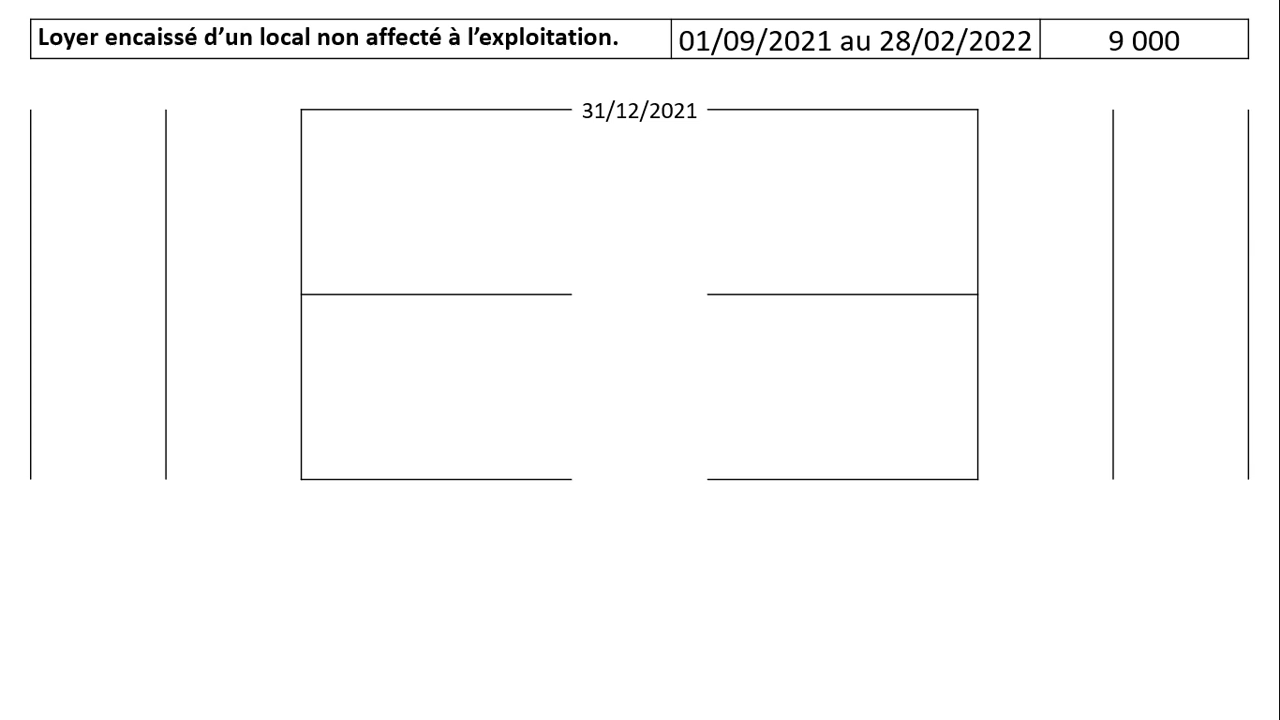 Loyer encaissé d’un local non affecté à l’exploitation. 01/09/2021 au 28/02/2022 9 000
31/12/2021